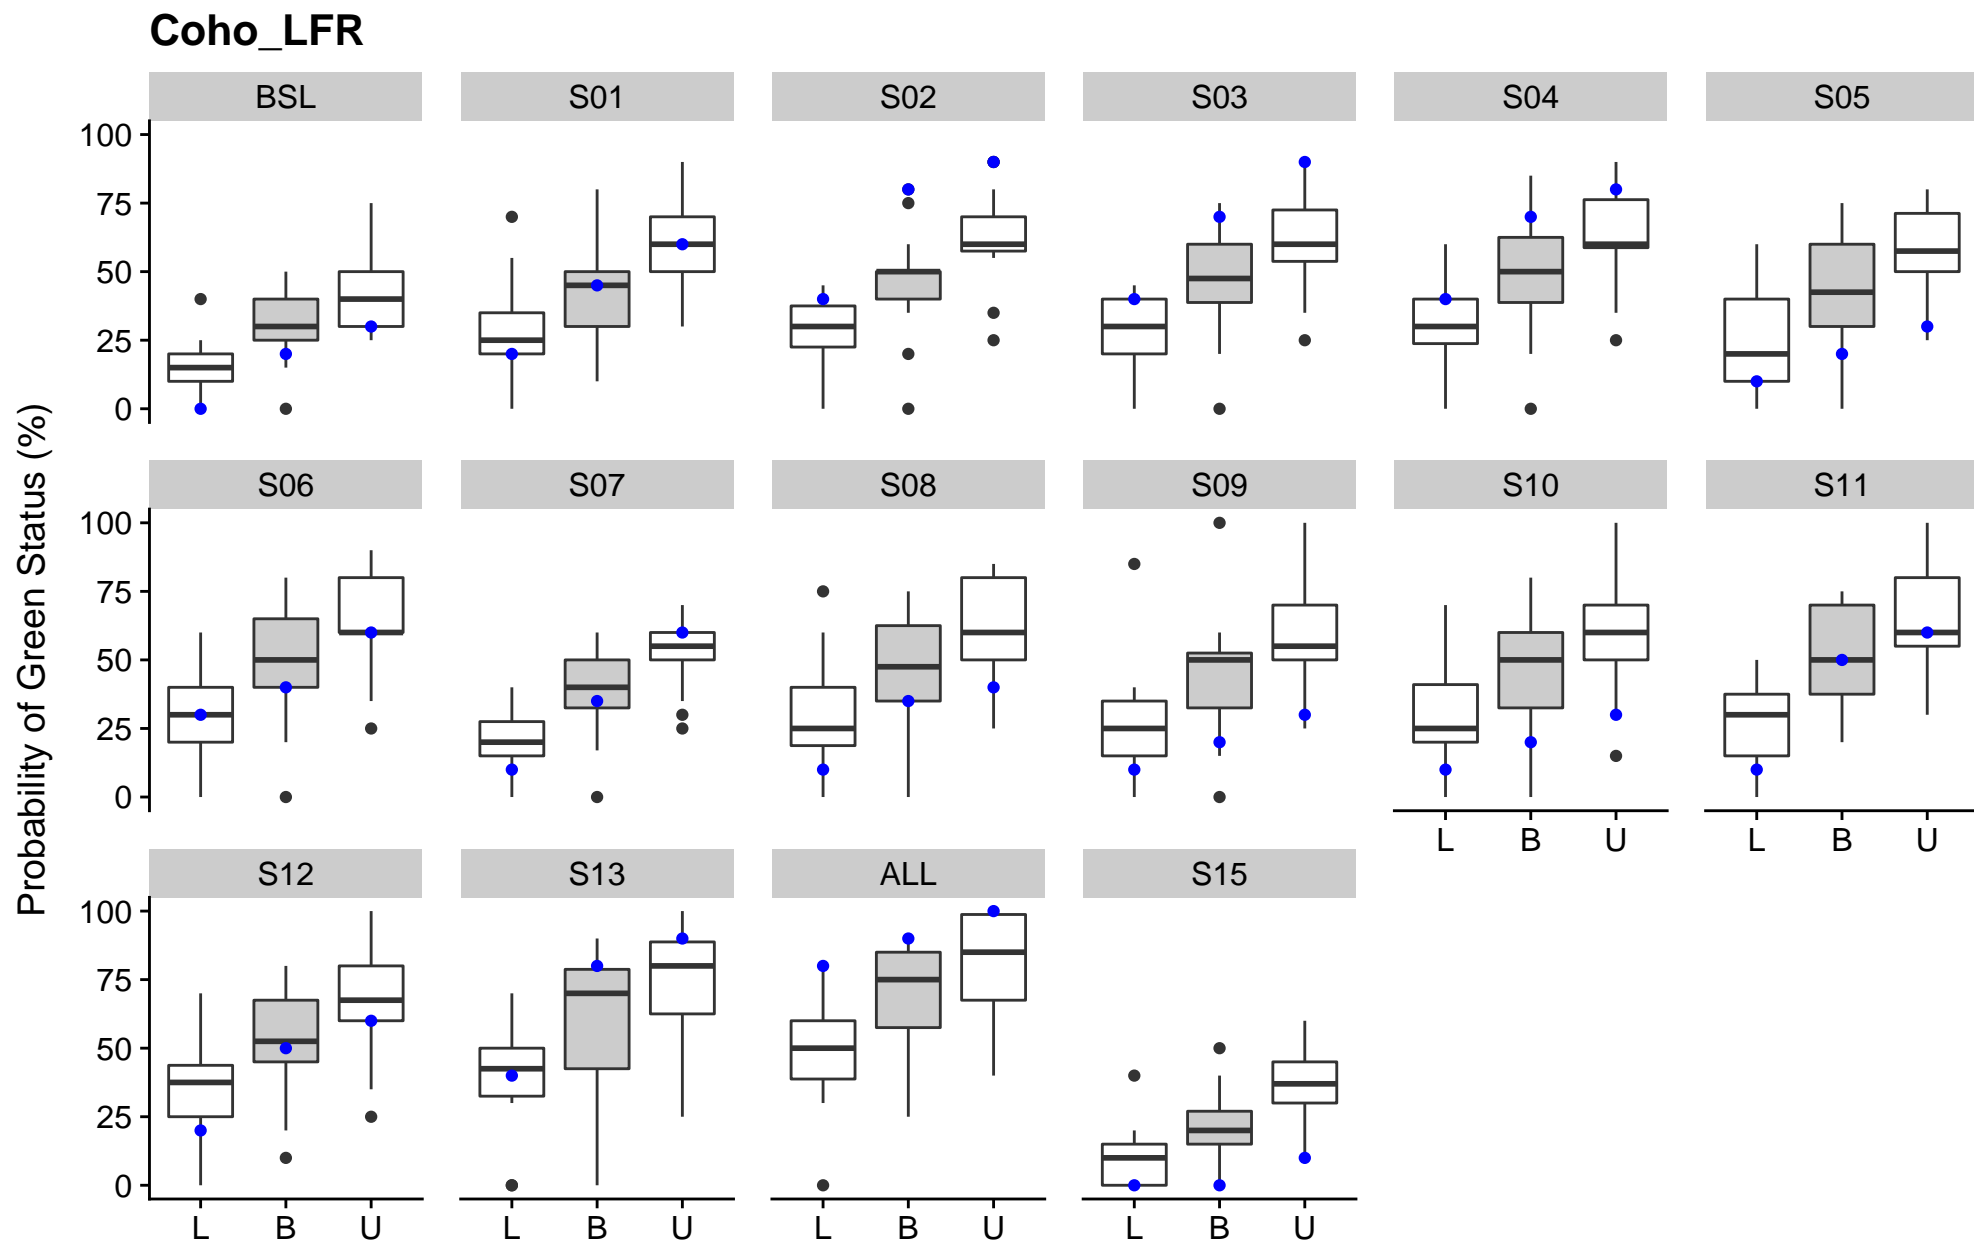 Coho_LFR
BSL S01 S02 S03 S04 S05
100
75
50
25
0
S06 S07 S08 S09 S10 S11
100
75
50
25
0
L B U L B U
S12 S13 ALL S15
100
75
50
25
0
L B U L B U L B U L B U
Probability of Green Status (%)